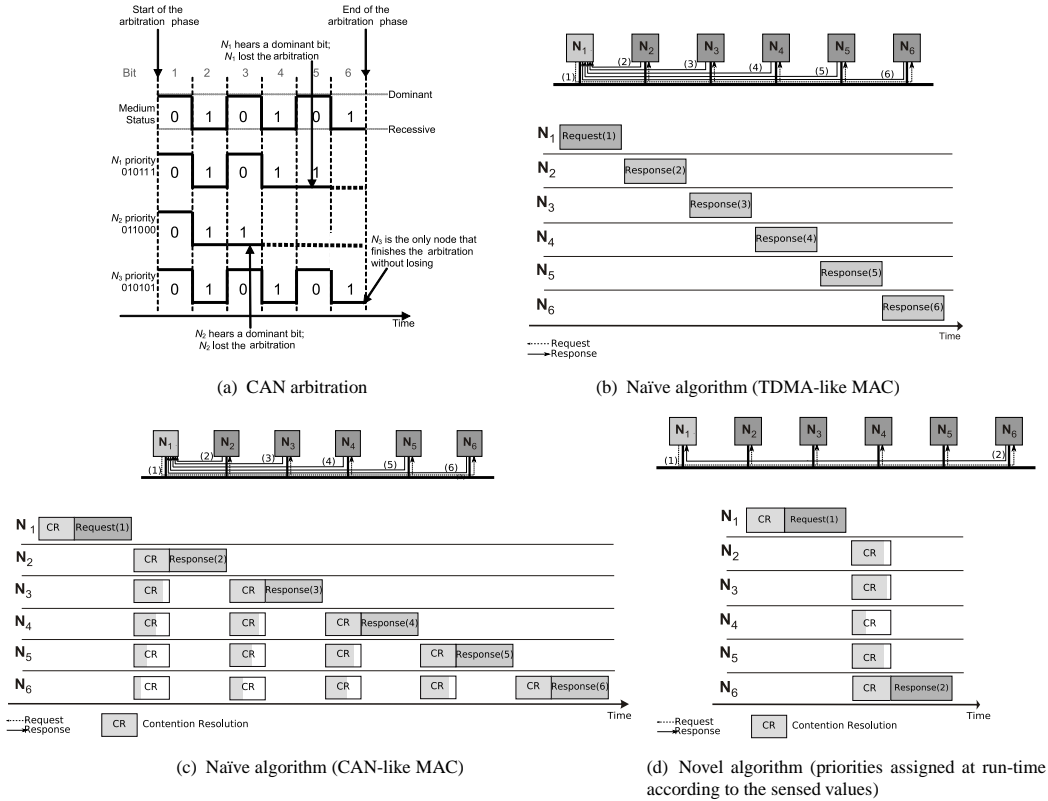 Start of the
arbitration phase
End of the
arbitration phase
N1 hears a dominant bit;
N1 lost the arbitration
Bit 1 2 3 4 5 6
Dominant
Medium
Status
0 1 0 1 0 1
Recessive
N1 priority
010111
0 1 0 1 1
N2 priority
011000
0 1 1
N3 is the only node that
finishes the arbitration
without losing
N3 priority
010101
0 1 0 1 0 1
Time
N2 hears a dominant bit;
N2 lost the arbitration
(a) CAN arbitration
N1 N2 N3 N4 N5 N6
(1) (2) (3) (4) (5) (6)
N1 Request(1)
N2 Response(2)
N3 Response(3)
N4 Response(4)
N5 Response(5)
N6 Response(6)
Time
Request
Response
(b) Naïve algorithm (TDMA-like MAC)
N1 N2 N3 N4 N5 N6
(1) (2) (3) (4) (5) (6)
N1 CR Request(1)
N2 CR Response(2)
N3 CR CR Response(3)
N4 CR CR CR Response(4)
N5 CR CR CR CR Response(5)
N6 CR CR CR CR CR Response(6)
Time
Request
Response
CR Contention Resolution
(c) Naïve algorithm (CAN-like MAC)
N1 N2 N3 N4 N5 N6
(1) (2)
N1 CR Request(1)
N2 CR
N3 CR
N4 CR
N5 CR
N6 CR Response(2)
Time
Request
Response
CR Contention Resolution
(d) Novel algorithm (priorities assigned at run-time
according to the sensed values)